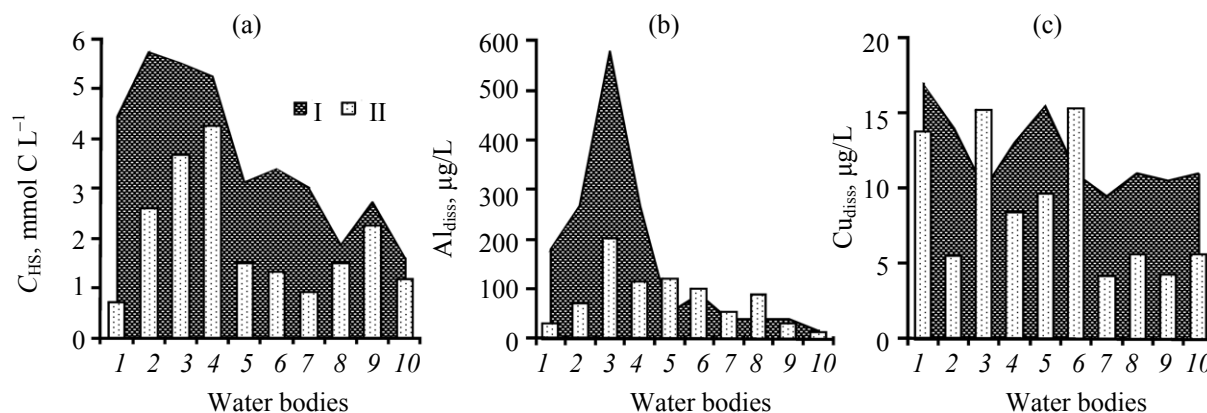 (a)
C_HS, mmol C L⁻¹
6
5
4
3
2
1
0
I II
1 2 3 4 5 6 7 8 9 10
Water bodies
(b)
Al_diss, µg/L
600
500
400
300
200
100
0
1 2 3 4 5 6 7 8 9 10
Water bodies
(c)
Cu_diss, µg/L
20
15
10
5
0
1 2 3 4 5 6 7 8 9 10
Water bodies